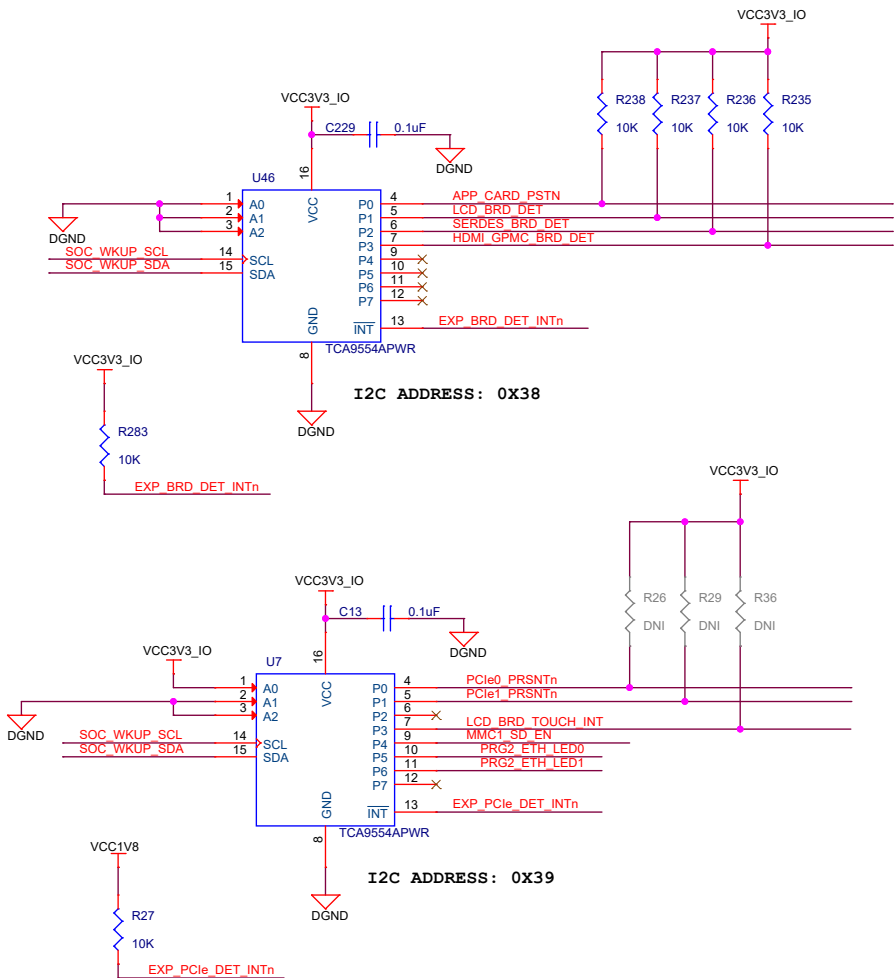 VCC3V3_IO
R238
R237
R236
R235
10K
10K
10K
10K
VCC3V3_IO
C229
0.1uF
DGND
U46
16
VCC
1
A0
2
A1
3
A2
DGND
SOC_WKUP_SCL
14
SCL
SOC_WKUP_SDA
15
SDA
P0
4
APP_CARD_PSTN
P1
5
LCD_BRD_DET
P2
6
SERDES_BRD_DET
P3
7
HDMI_GPMC_BRD_DET
P4
9
P5
10
P6
11
P7
12
INT
13
EXP_BRD_DET_INTn
GND
8
TCA9554APWR
DGND
I2C ADDRESS: 0X38
VCC3V3_IO
R283
10K
EXP_BRD_DET_INTn
VCC3V3_IO
R26
R29
R36
DNI
DNI
DNI
VCC3V3_IO
C13
0.1uF
DGND
U7
16
VCC
VCC3V3_IO
1
A0
2
A1
3
A2
DGND
SOC_WKUP_SCL
14
SCL
SOC_WKUP_SDA
15
SDA
P0
4
PCIe0_PRSNTn
P1
5
PCIe1_PRSNTn
P2
6
P3
7
LCD_BRD_TOUCH_INT
P4
9
MMC1_SD_EN
P5
10
PRG2_ETH_LED0
P6
11
PRG2_ETH_LED1
P7
12
INT
13
EXP_PCIe_DET_INTn
GND
8
TCA9554APWR
DGND
I2C ADDRESS: 0X39
VCC1V8
R27
10K
EXP_PCIe_DET_INTn